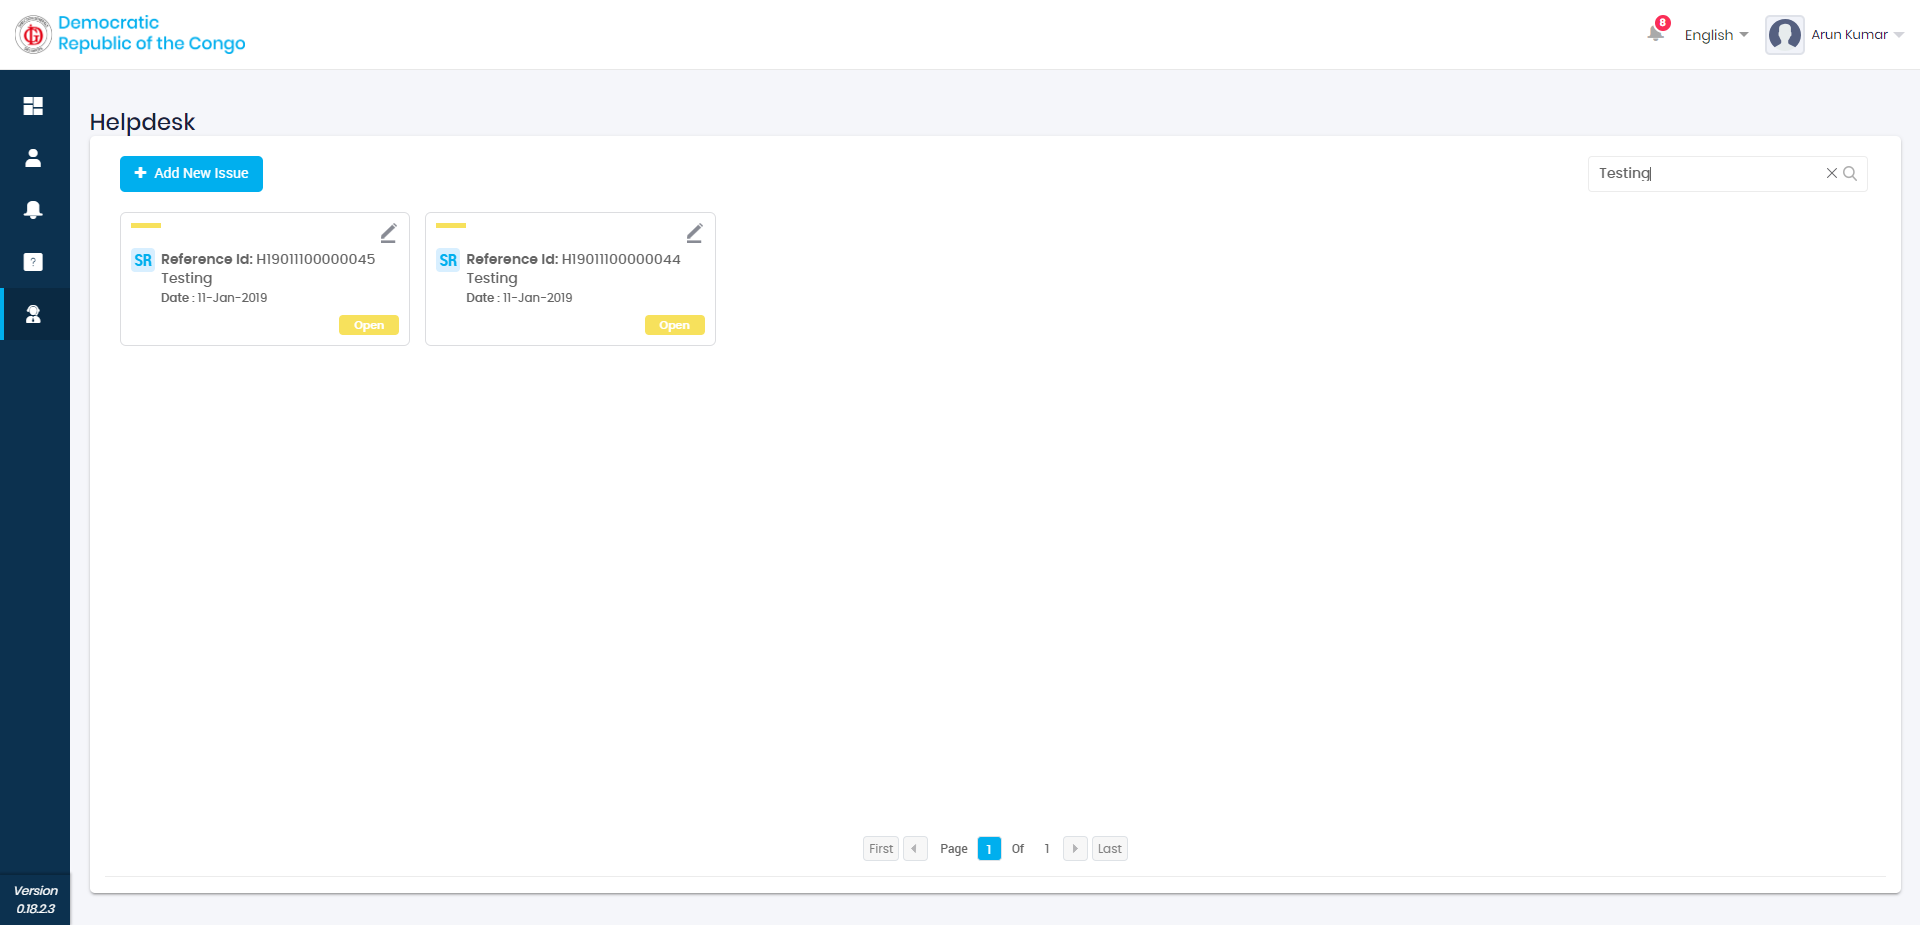 Democratic
Republic of the Congo
8
English
Arun Kumar
Helpdesk
+ Add New Issue
Testing
SR Reference Id: H19011100000045
Testing
Date : 11-Jan-2019
Open
SR Reference Id: H19011100000044
Testing
Date : 11-Jan-2019
Open
First Page 1 Of 1 Last
Version
0.18.2.3